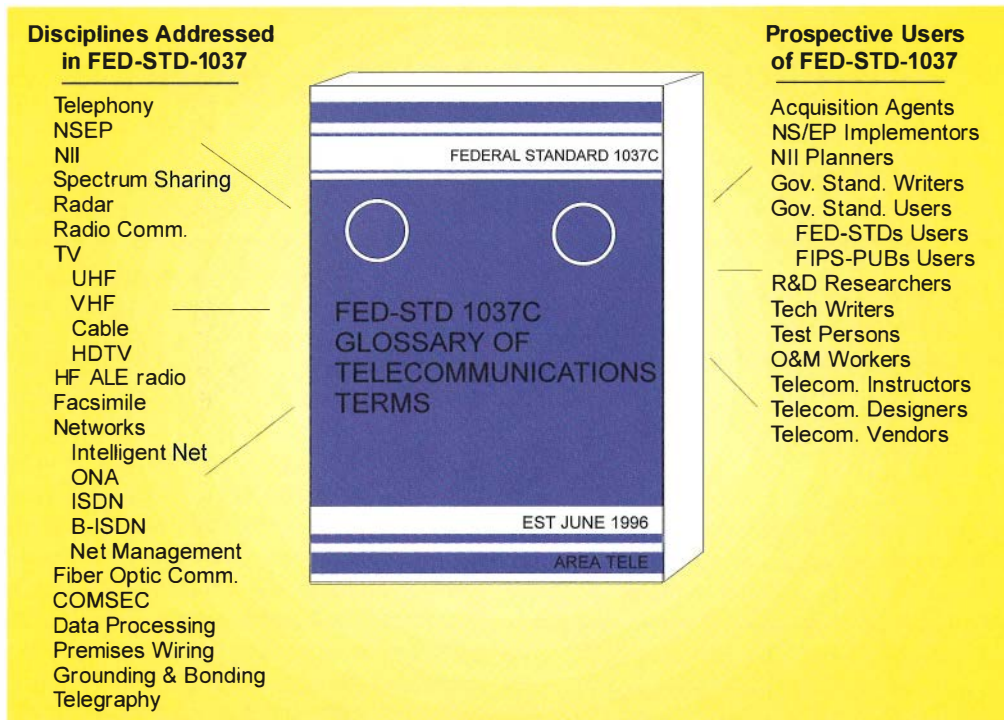 Disciplines Addressed
in FED-STD-1037
Telephony
NSEP
NII
Spectrum Sharing
Radar
Radio Comm.
TV
UHF
VHF
Cable
HDTV
HF ALE radio
Facsimile
Networks
Intelligent Net
ONA
ISDN
B-ISDN
Net Management
Fiber Optic Comm.
COMSEC
Data Processing
Premises Wiring
Grounding & Bonding
Telegraphy
FEDERAL STANDARD 1037C
FED-STD 1037C
GLOSSARY OF
TELECOMMUNICATIONS
TERMS
EST JUNE 1996
AREA TELE
Prospective Users
of FED-STD-1037
Acquisition Agents
NS/EP Implementors
NII Planners
Gov. Stand. Writers
Gov. Stand. Users
FED-STDs Users
FIPS-PUBs Users
R&D Researchers
Tech Writers
Test Persons
O&M Workers
Telecom. Instructors
Telecom. Designers
Telecom. Vendors